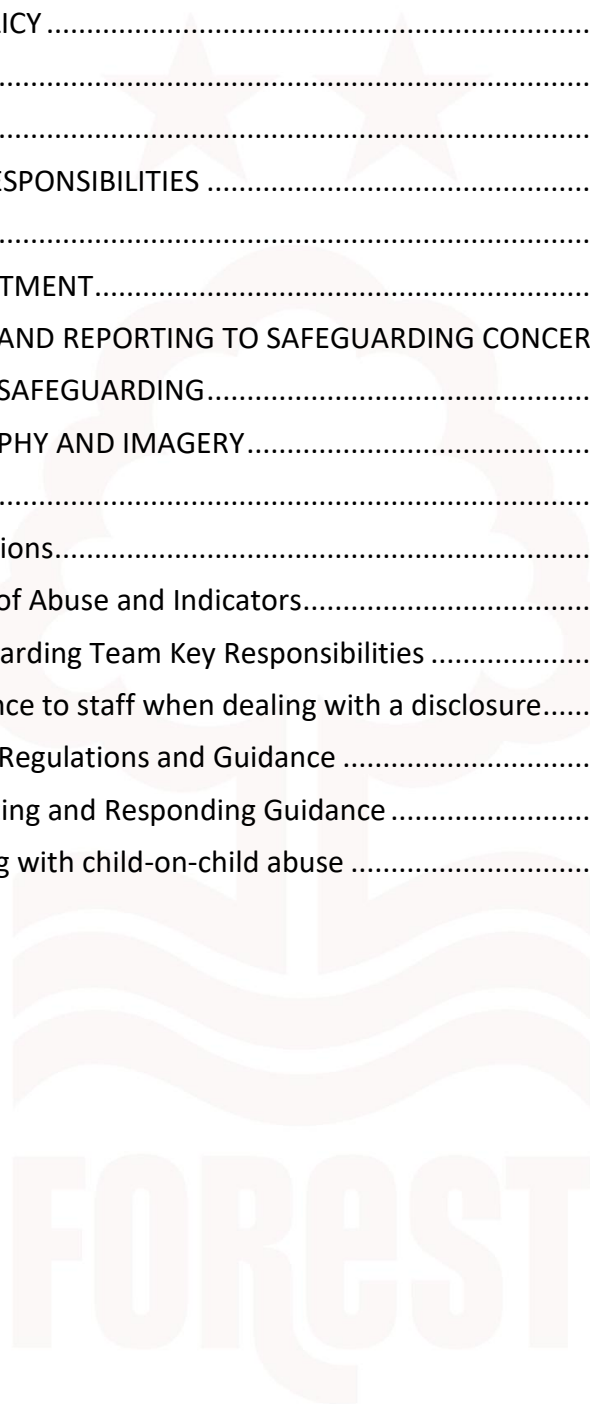 ICY ........................................................................
........................................................................
........................................................................
ESPONSIBILITIES ........................................................................
........................................................................
TMENT........................................................................
AND REPORTING TO SAFEGUARDING CONCER
SAFEGUARDING........................................................................
PHY AND IMAGERY........................................................................
........................................................................
ions........................................................................
of Abuse and Indicators........................................................................
arding Team Key Responsibilities ........................................................................
nce to staff when dealing with a disclosure......
Regulations and Guidance ........................................................................
ing and Responding Guidance ........................................................................
g with child-on-child abuse ........................................................................
FOREST